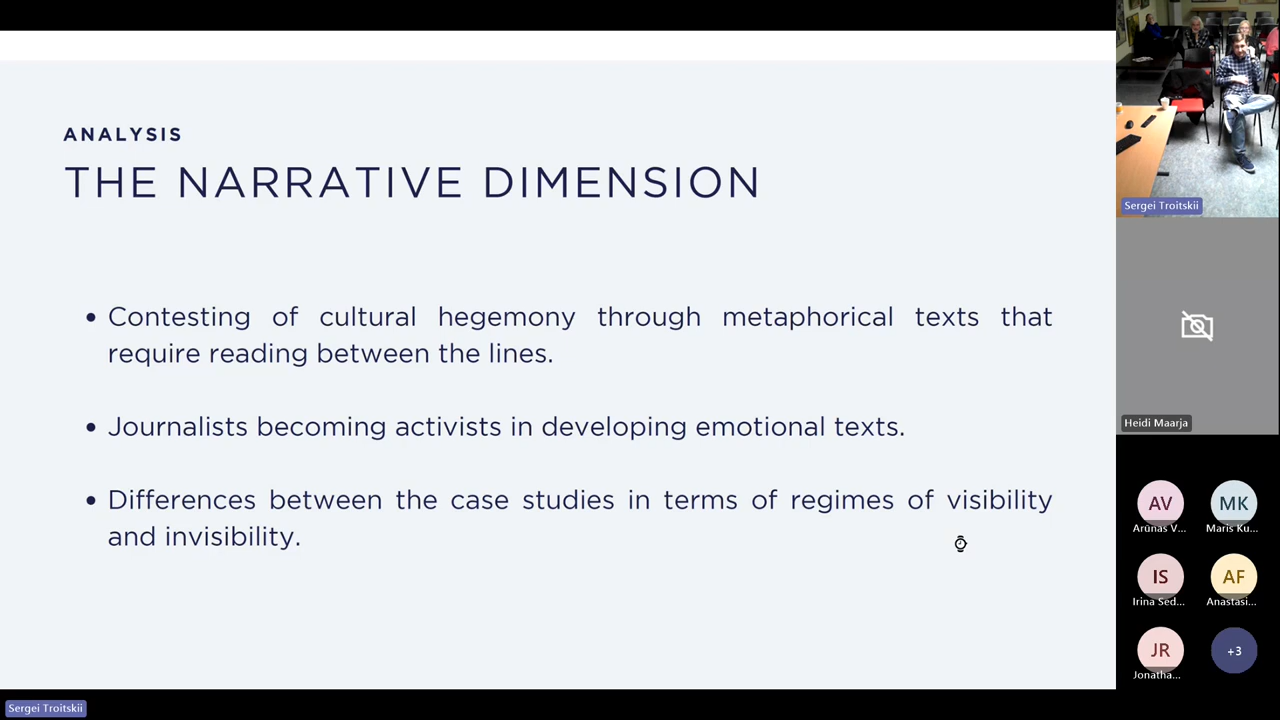 ANALYSIS
THE NARRATIVE DIMENSION
• Contesting of cultural hegemony through metaphorical texts that
require reading between the lines.
• Journalists becoming activists in developing emotional texts.
• Differences between the case studies in terms of regimes of visibility
and invisibility.
Sergei Troitskii
Heidi Maarja
AV
MK
Arūnas V...
Maris Ku...
IS
AF
Irina Sed...
Anastasi...
JR
+3
Jonatha...
Sergei Troitskii